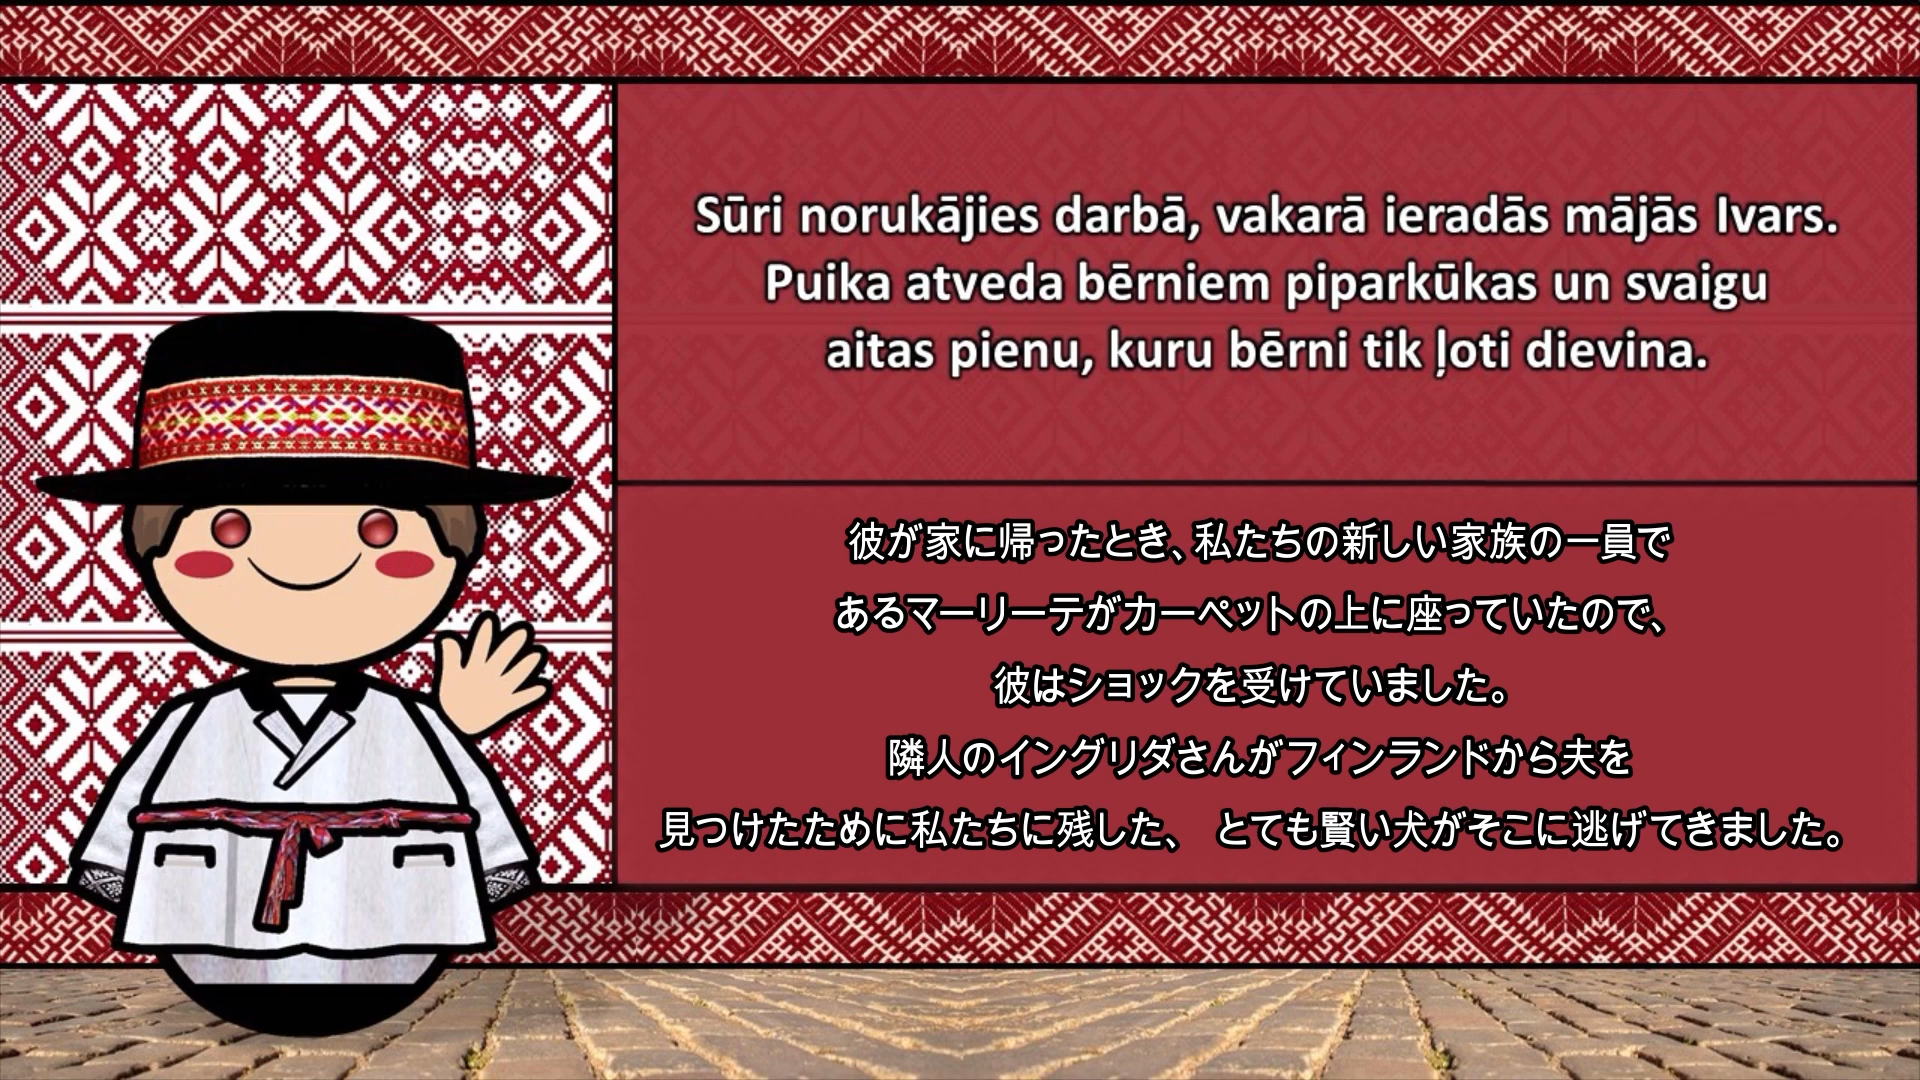 Sūri norukājies darbā, vakarā ieradās mājās Ivars.
Puika atveda bērniem piparkūkas un svaigu
aitas pienu, kuru bērni tik ļoti dievina.
彼が家に帰ったとき、私たちの新しい家族の一員で
あるマーリーテがカーペットの上に座っていたので、
彼はショックを受けていました。
隣人のイングリダさんがフィンランドから夫を
見つけたために私たちに残した、 とても賢い犬がそこに逃げてきました。